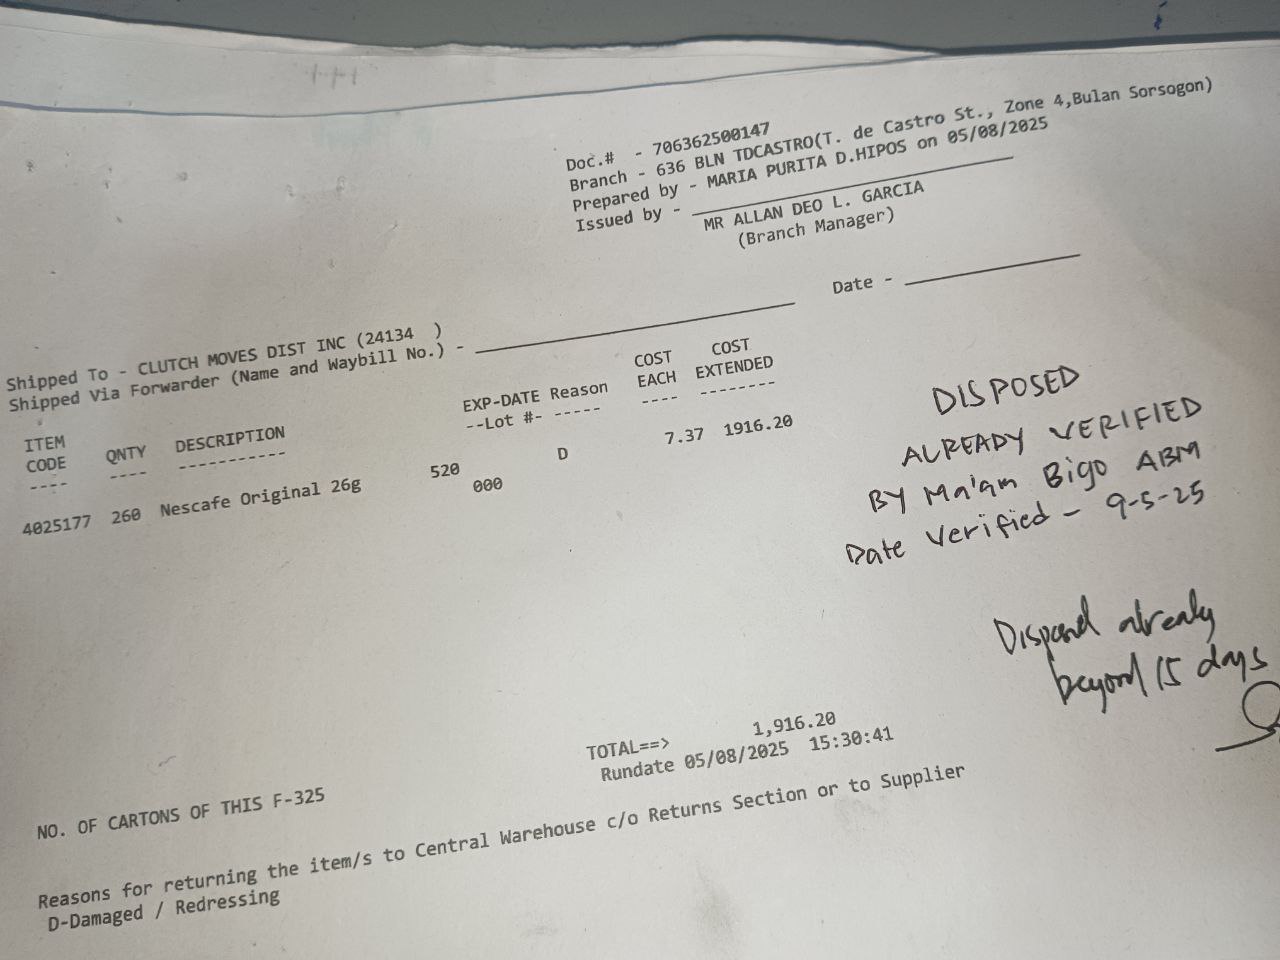 Doc.# - 706362500147
Branch - 636 BLN TDCASTRO(T. de Castro St., Zone 4,Bulan Sorsogon)
Prepared by - MARIA PURITA D.HIPOS on 05/08/2025
Issued by -
MR ALLAN DEO L. GARCIA
(Branch Manager)
Date -
Shipped To - CLUTCH MOVES DIST INC (24134 )
Shipped Via Forwarder (Name and Waybill No.) -
ITEM CODE QNTY DESCRIPTION EXP-DATE --Lot #- Reason COST EACH COST EXTENDED
---- ---- ----------- ----- ---- --------
4025177 260 Nescafe Original 26g 520 D 7.37 1916.20
000
DISPOSED
ALREADY VERIFIED
BY Ma'am Bigo ABM
Date Verified - 9-5-25
Disposed already
beyond 15 days
TOTAL==> 1,916.20
Rundate 05/08/2025 15:30:41
NO. OF CARTONS OF THIS F-325
Reasons for returning the item/s to Central Warehouse c/o Returns Section or to Supplier
D-Damaged / Redressing